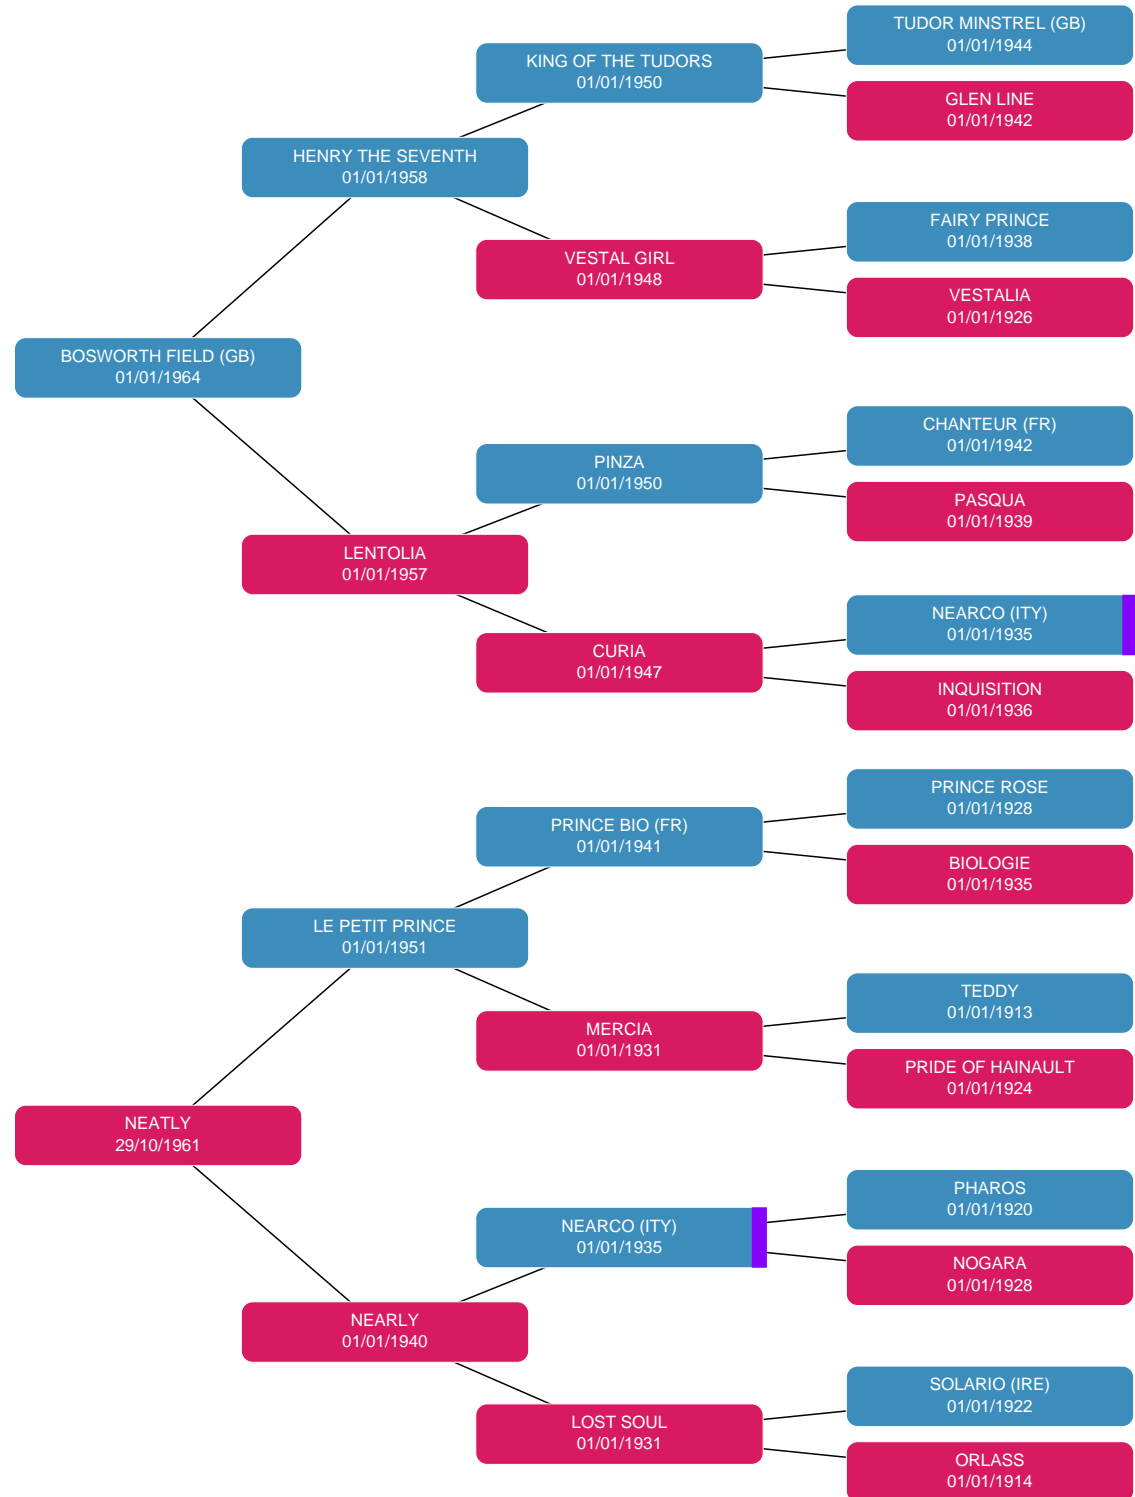 TUDOR MINSTREL (GB)
01/01/1944
KING OF THE TUDORS
01/01/1950
GLEN LINE
01/01/1942
HENRY THE SEVENTH
01/01/1958
FAIRY PRINCE
01/01/1938
VESTAL GIRL
01/01/1948
VESTALIA
01/01/1926
BOSWORTH FIELD (GB)
01/01/1964
CHANTEUR (FR)
01/01/1942
PINZA
01/01/1950
PASQUA
01/01/1939
LENTOLIA
01/01/1957
NEARCO (ITY)
01/01/1935
CURIA
01/01/1947
INQUISITION
01/01/1936
PRINCE ROSE
01/01/1928
PRINCE BIO (FR)
01/01/1941
BIOLOGIE
01/01/1935
LE PETIT PRINCE
01/01/1951
TEDDY
01/01/1913
MERCIA
01/01/1931
PRIDE OF HAINAULT
01/01/1924
NEATLY
29/10/1961
PHAROS
01/01/1920
NEARCO (ITY)
01/01/1935
NOGARA
01/01/1928
NEARLY
01/01/1940
SOLARIO (IRE)
01/01/1922
LOST SOUL
01/01/1931
ORLASS
01/01/1914